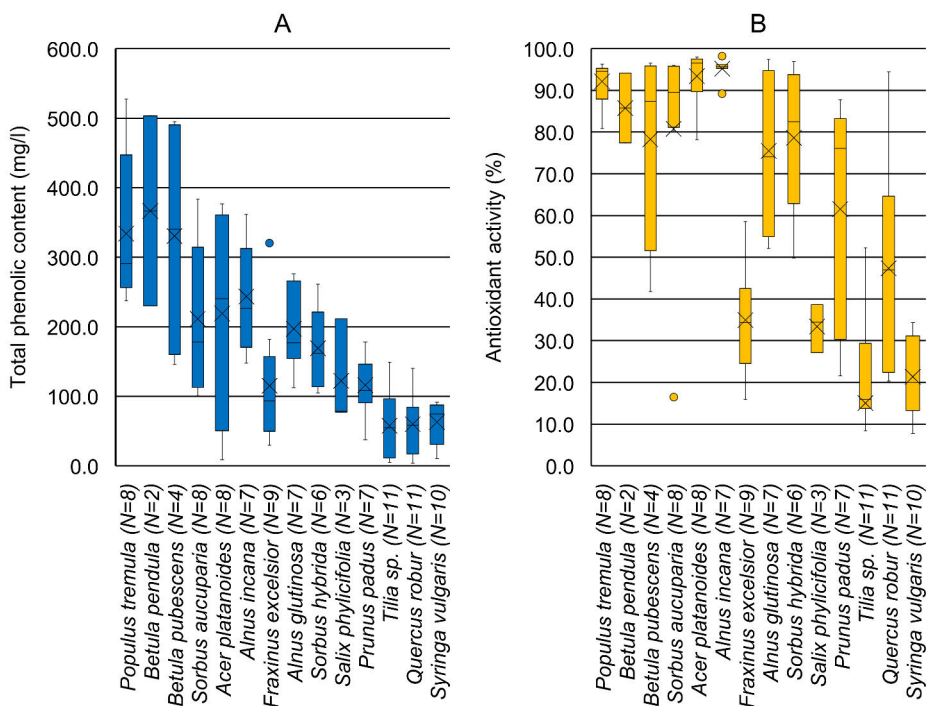 A
Total phenolic content (mg/l)
600.0
500.0
400.0
300.0
200.0
100.0
0.0
Populus tremula (N=8)
Betula pendula (N=2)
Betula pubescens (N=4)
Sorbus aucuparia (N=8)
Acer platanoides (N=8)
Alnus incana (N=7)
Fraxinus excelsior (N=9)
Alnus glutinosa (N=7)
Sorbus hybrida (N=6)
Salix phylicifolia (N=3)
Prunus padus (N=7)
Tilia sp. (N=11)
Quercus robur (N=11)
Syringa vulgaris (N=10)
B
Antioxidant activity (%)
100.0
90.0
80.0
70.0
60.0
50.0
40.0
30.0
20.0
10.0
0.0
Populus tremula (N=8)
Betula pendula (N=2)
Betula pubescens (N=4)
Sorbus aucuparia (N=8)
Acer platanoides (N=8)
Alnus incana (N=7)
Fraxinus excelsior (N=9)
Alnus glutinosa (N=7)
Sorbus hybrida (N=6)
Salix phylicifolia (N=3)
Prunus padus (N=7)
Tilia sp. (N=11)
Quercus robur (N=11)
Syringa vulgaris (N=10)